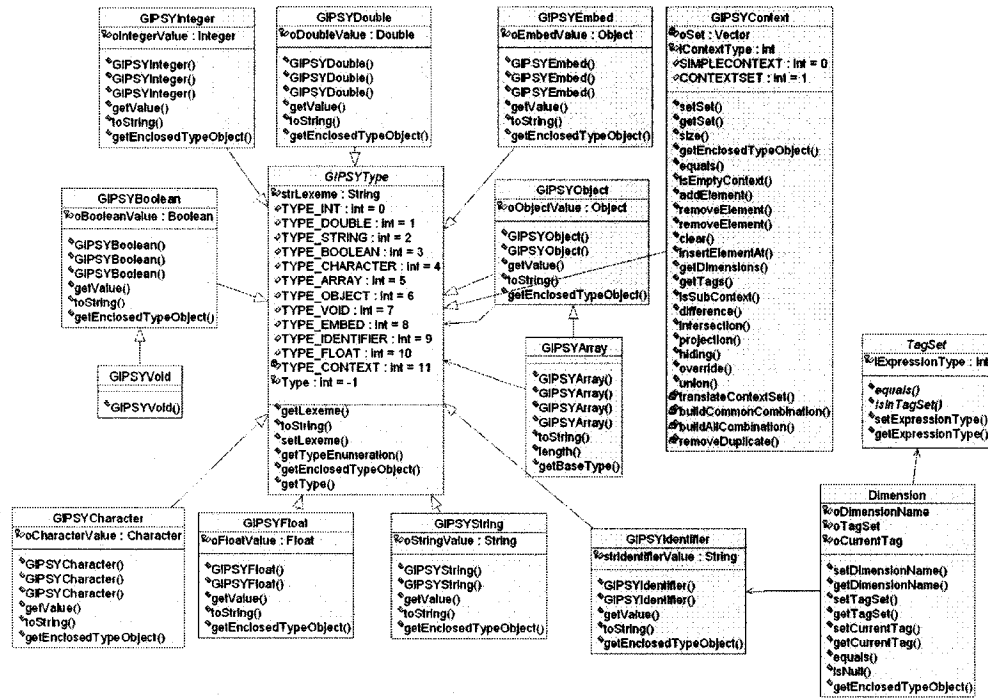 GIPSYInteger
oIntegerValue : Integer
GIPSYInteger()
GIPSYInteger()
GIPSYInteger()
getValue()
toString()
getEnclosedTypeObject()
GIPSYDouble
oDoubleValue : Double
GIPSYDouble()
GIPSYDouble()
GIPSYDouble()
getValue()
toString()
getEnclosedTypeObject()
GIPSYEmbed
oEmbedValue : Object
GIPSYEmbed()
GIPSYEmbed()
GIPSYEmbed()
getValue()
toString()
getEnclosedTypeObject()
GIPSYContext
oSet : Vector
iContextType : int
SIMPLECONTEXT : int = 0
CONTEXTSET : int = 1
setSet()
getSet()
size()
getEnclosedTypeObject()
equals()
isEmptyContext()
addElement()
removeElement()
removeElement()
clear()
insertElementAt()
getDimensions()
getTags()
isSubContext()
difference()
intersection()
projection()
hiding()
override()
union()
translateContextSet()
buildCommonCombination()
buildAllCombination()
removeDuplicate()
GIPSYBoolean
oBooleanValue : Boolean
GIPSYBoolean()
GIPSYBoolean()
GIPSYBoolean()
getValue()
toString()
getEnclosedTypeObject()
GIPSYType
strLexeme : String
TYPE_INT : int = 0
TYPE_DOUBLE : int = 1
TYPE_STRING : int = 2
TYPE_BOOLEAN : int = 3
TYPE_CHARACTER : int = 4
TYPE_ARRAY : int = 5
TYPE_OBJECT : int = 6
TYPE_VOID : int = 7
TYPE_EMBED : int = 8
TYPE_IDENTIFIER : int = 9
TYPE_FLOAT : int = 10
TYPE_CONTEXT : int = 11
Type : int = -1
getLexeme()
toString()
setLexeme()
getTypeEnumeration()
getEnclosedTypeObject()
getType()
GIPSYObject
oObjectValue : Object
GIPSYObject()
GIPSYObject()
getValue()
toString()
getEnclosedTypeObject()
GIPSYVoid
GIPSYVoid()
GIPSYArray
GIPSYArray()
GIPSYArray()
GIPSYArray()
GIPSYArray()
toString()
length()
getBaseType()
TagSet
iExpressionType : int
equals()
isInTagSet()
setExpressionType()
getExpressionType()
GIPSYCharacter
oCharacterValue : Character
GIPSYCharacter()
GIPSYCharacter()
GIPSYCharacter()
getValue()
toString()
getEnclosedTypeObject()
GIPSYFloat
oFloatValue : Float
GIPSYFloat()
GIPSYFloat()
getValue()
toString()
getEnclosedTypeObject()
GIPSYString
oStringValue : String
GIPSYString()
GIPSYString()
getValue()
toString()
getEnclosedTypeObject()
GIPSYIdentifier
strIdentifierValue : String
GIPSYIdentifier()
GIPSYIdentifier()
getValue()
toString()
getEnclosedTypeObject()
Dimension
oDimensionName
oTagSet
oCurrentTag
setDimensionName()
getDimensionName()
setTagSet()
getTagSet()
setCurrentTag()
getCurrentTag()
equals()
isNull()
getEnclosedTypeObject()